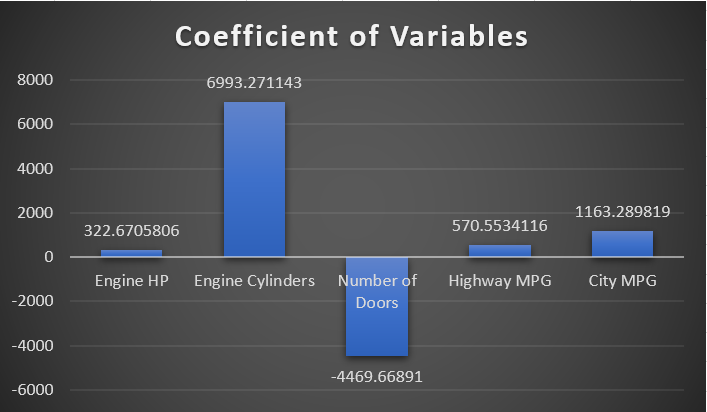 Coefficient of Variables
8000
6000
4000
2000
0
-2000
-4000
-6000
322.6705806
6993.271143
-4469.66891
570.5534116
1163.289819
Engine HP
Engine Cylinders
Number of
Doors
Highway MPG
City MPG